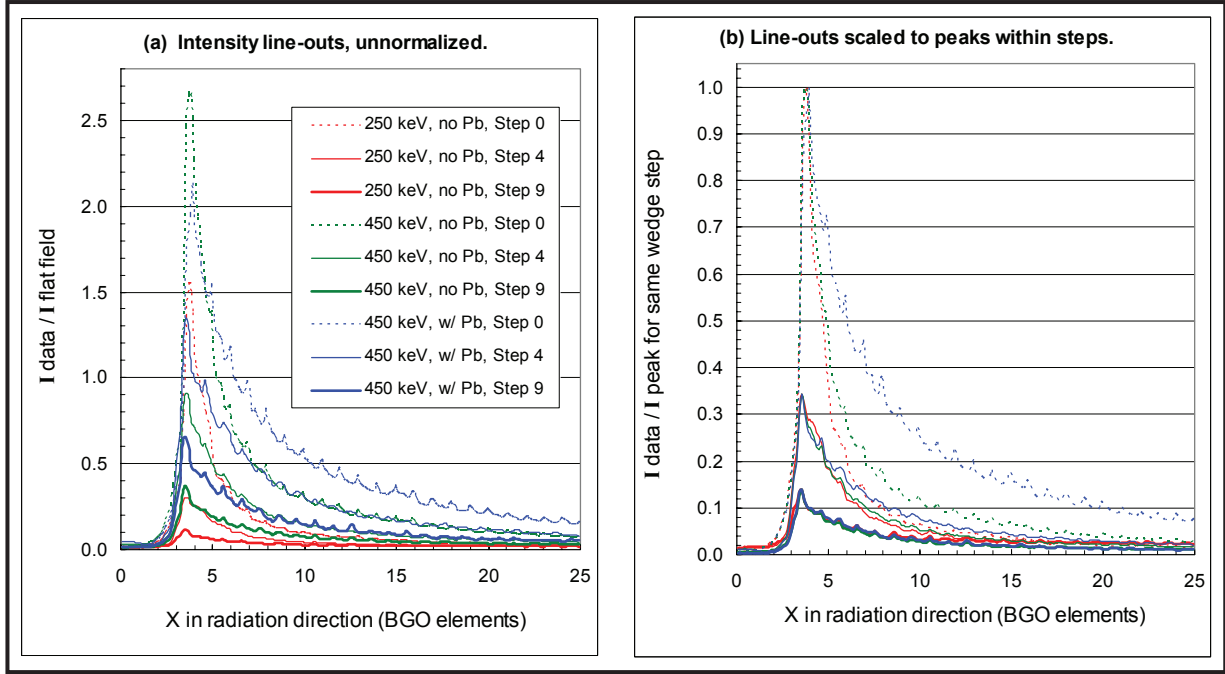 (a) Intensity line-outs, unnormalized.
I data / I flat field
2.5
2.0
1.5
1.0
0.5
0.0
0 5 10 15 20 25
X in radiation direction (BGO elements)
250 keV, no Pb, Step 0
250 keV, no Pb, Step 4
250 keV, no Pb, Step 9
450 keV, no Pb, Step 0
450 keV, no Pb, Step 4
450 keV, no Pb, Step 9
450 keV, w/ Pb, Step 0
450 keV, w/ Pb, Step 4
450 keV, w/ Pb, Step 9
(b) Line-outs scaled to peaks within steps.
I data / I peak for same wedge step
1.0
0.9
0.8
0.7
0.6
0.5
0.4
0.3
0.2
0.1
0.0
0 5 10 15 20 25
X in radiation direction (BGO elements)